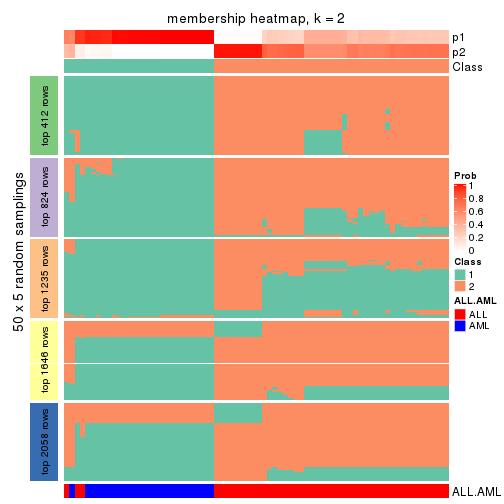 membership heatmap, k = 2
p1
p2
Class
50 x 5 random samplings
top 412 rows
top 824 rows
top 1235 rows
top 1646 rows
top 2058 rows
Prob
1
0.8
0.6
0.4
0.2
0
Class
1
2
ALL.AML
ALL
AML
ALL.AML